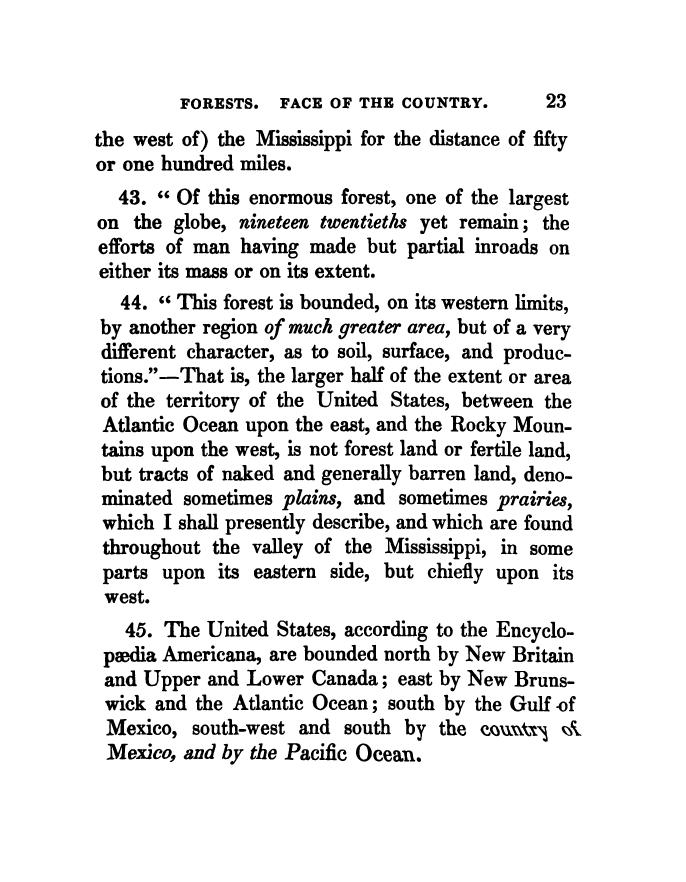 FORESTS. FACE OF THE COUNTRY. 23
the west of) the Mississippi for the distance of fifty
or one hundred miles.
43. “ Of this enormous forest, one of the largest
on the globe, nineteen twentieths yet remain; the
efforts of man having made but partial inroads on
either its mass or on its extent.
44. “ This forest is bounded, on its western limits,
by another region of much greater area, but of a very
different character, as to soil, surface, and produc-
tions.”—That is, the larger half of the extent or area
of the territory of the United States, between the
Atlantic Ocean upon the east, and the Rocky Moun-
tains upon the west, is not forest land or fertile land,
but tracts of naked and generally barren land, deno-
minated sometimes plains, and sometimes prairies,
which I shall presently describe, and which are found
throughout the valley of the Mississippi, in some
parts upon its eastern side, but chiefly upon its
west.
45. The United States, according to the Encyclo-
pædia Americana, are bounded north by New Britain
and Upper and Lower Canada; east by New Bruns-
wick and the Atlantic Ocean; south by the Gulf of
Mexico, south-west and south by the country of
Mexico, and by the Pacific Ocean.